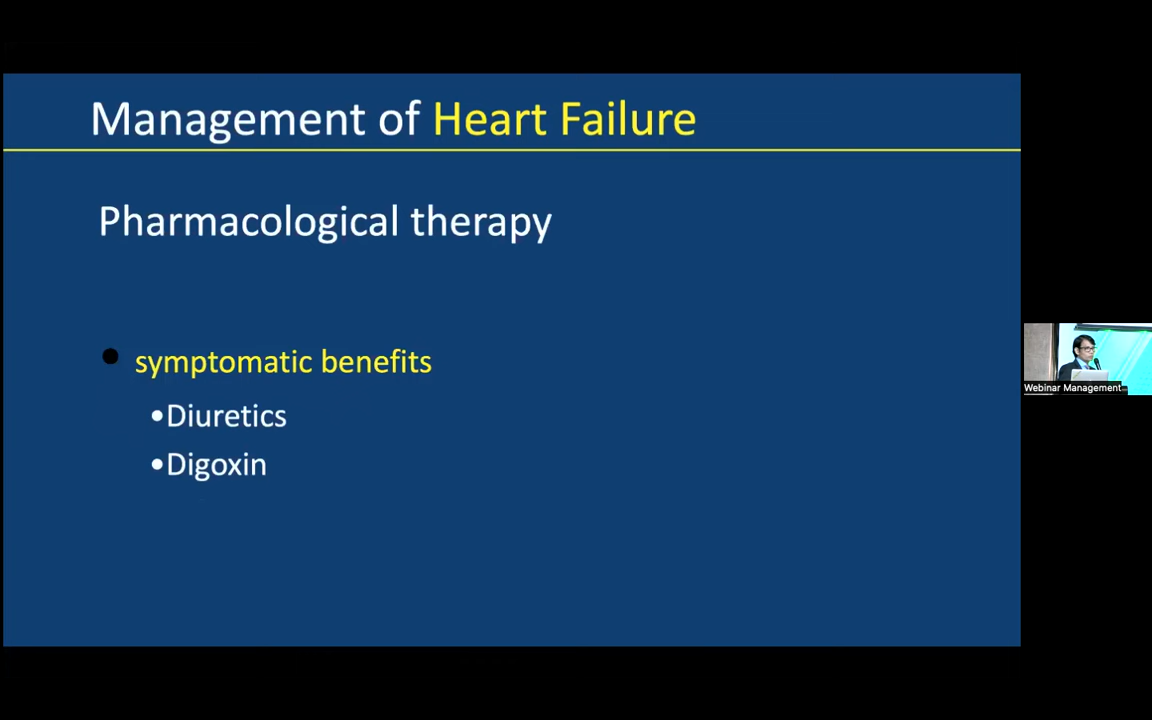 Management of Heart Failure
Pharmacological therapy
● symptomatic benefits
•Diuretics
•Digoxin
Webinar Management...